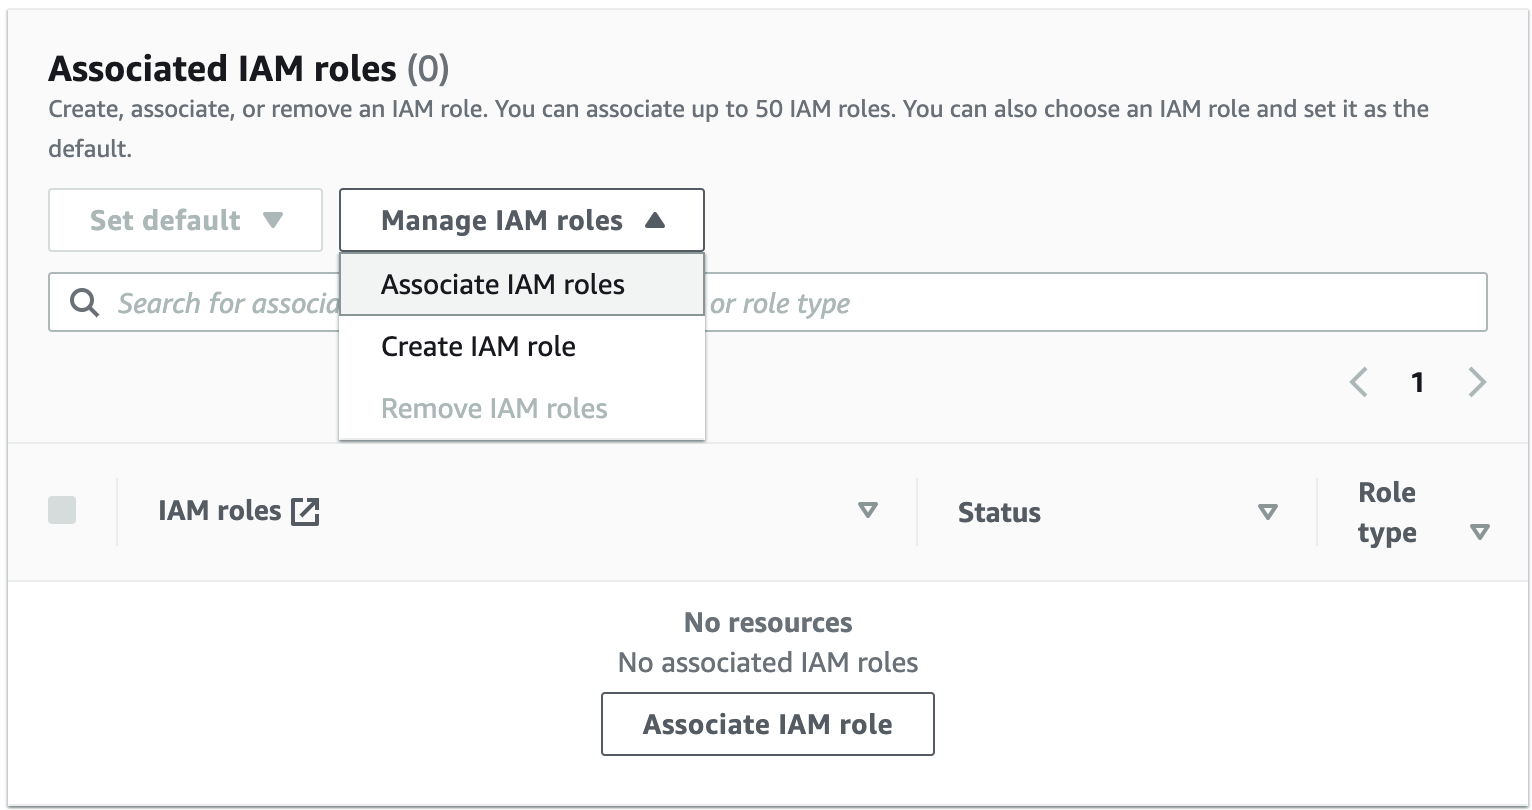 Associated IAM roles (0)
Create, associate, or remove an IAM role. You can associate up to 50 IAM roles. You can also choose an IAM role and set it as the
default.
Set default
Manage IAM roles
Associate IAM roles
Search for associa
or role type
Create IAM role
Remove IAM roles
1
IAM roles
Status
Role
type
No resources
No associated IAM roles
Associate IAM role